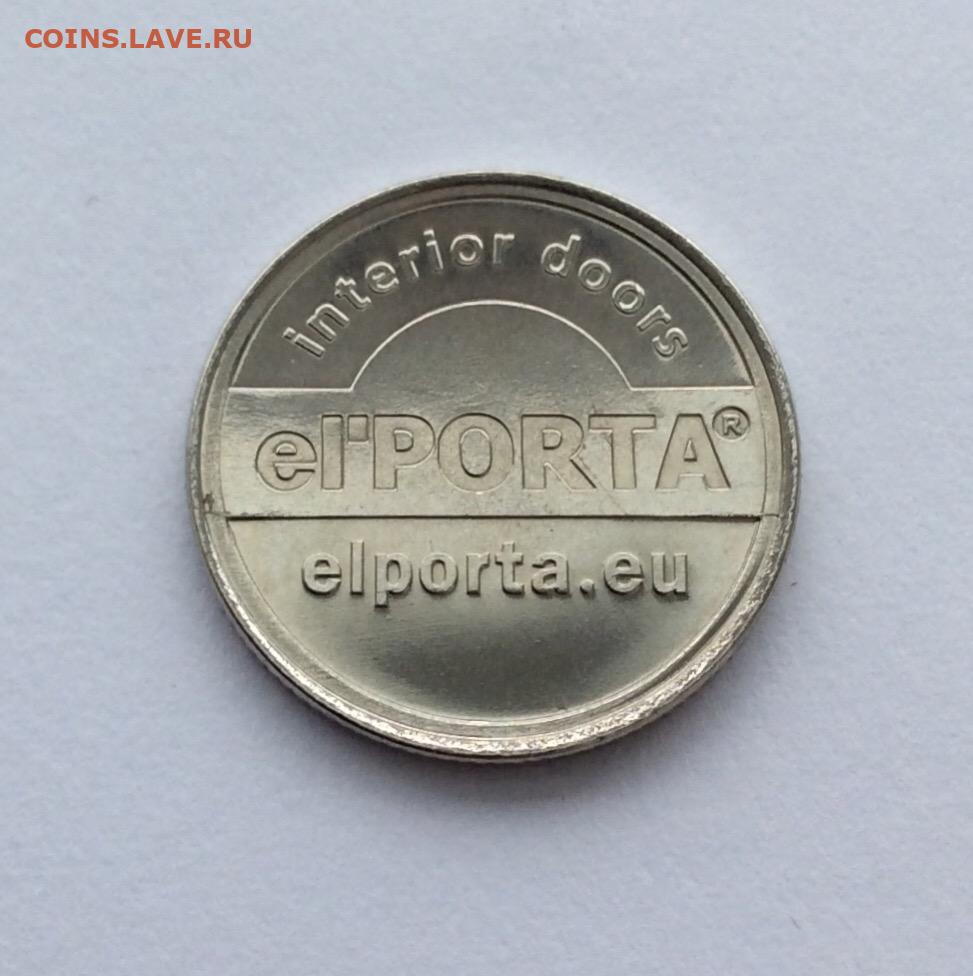 COINS.LAVE.RU
interior doors
el'PORTA®
elporta.eu